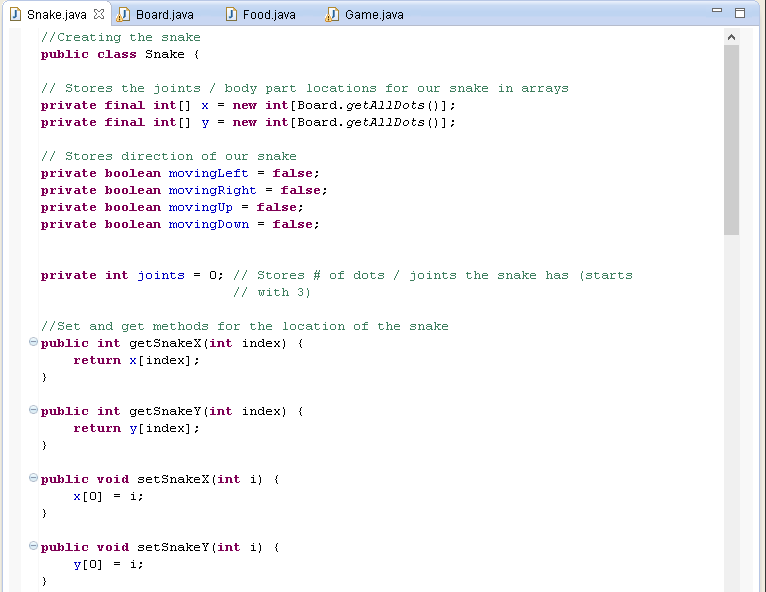 Snake.java Board.java Food.java Game.java
//Creating the snake
public class Snake {
// Stores the joints / body part locations for our snake in arrays
private final int[] x = new int[Board.getAllDots()];
private final int[] y = new int[Board.getAllDots()];
// Stores direction of our snake
private boolean movingLeft = false;
private boolean movingRight = false;
private boolean movingUp = false;
private boolean movingDown = false;
private int joints = 0; // Stores # of dots / joints the snake has (starts
// with 3)
//Set and get methods for the location of the snake
public int getSnakeX(int index) {
return x[index];
}
public int getSnakeY(int index) {
return y[index];
}
public void setSnakeX(int i) {
x[0] = i;
}
public void setSnakeY(int i) {
y[0] = i;
}